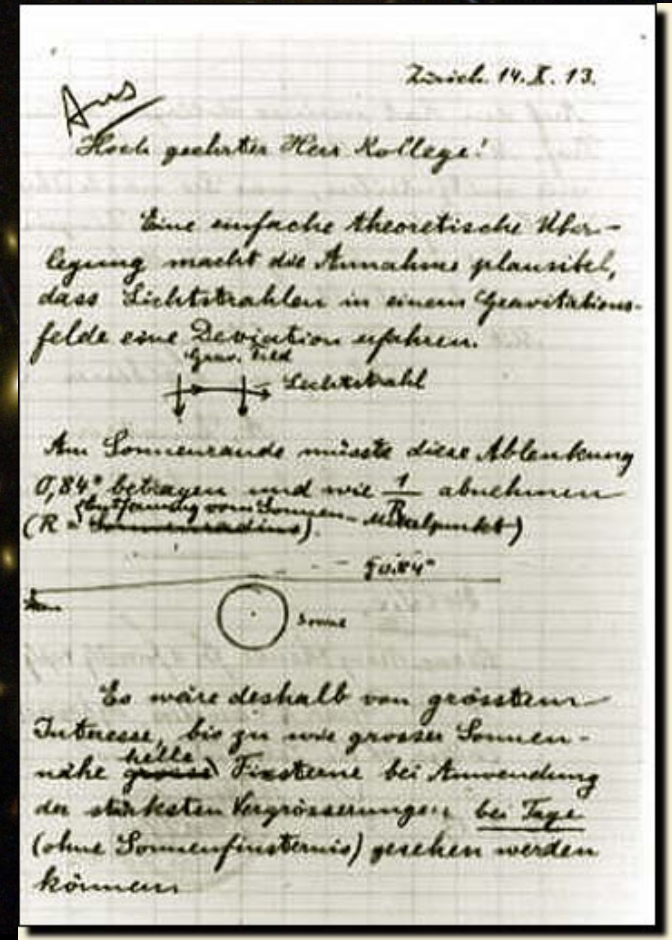 Zürich. 14. X. 13.
Aus
Hoch geehrter Herr Kollege!
Eine einfache theoretische Über-
legung macht die Annahme plausibel,
dass Lichtstrahlen in einem Gravitations-
felde eine Deviation erfahren.
Grav. Feld
Lichtstrahl
Am Sonnenrande müsste diese Ablenkung
0,84" betragen und wie 1/R abnehmen
Entfernung vom Sonnen-Mittelpunkt)
(R = Sonnenradius)
0.84"
Sonne
Es wäre deshalb von grösstem
Interesse, bis zu wie grosser Sonnen-
helle
nähe grosse Fixsterne bei Anwendung
der stärksten Vergrösserungen bei Tage
(ohne Sonnenfinsternis) gesehen werden
können.